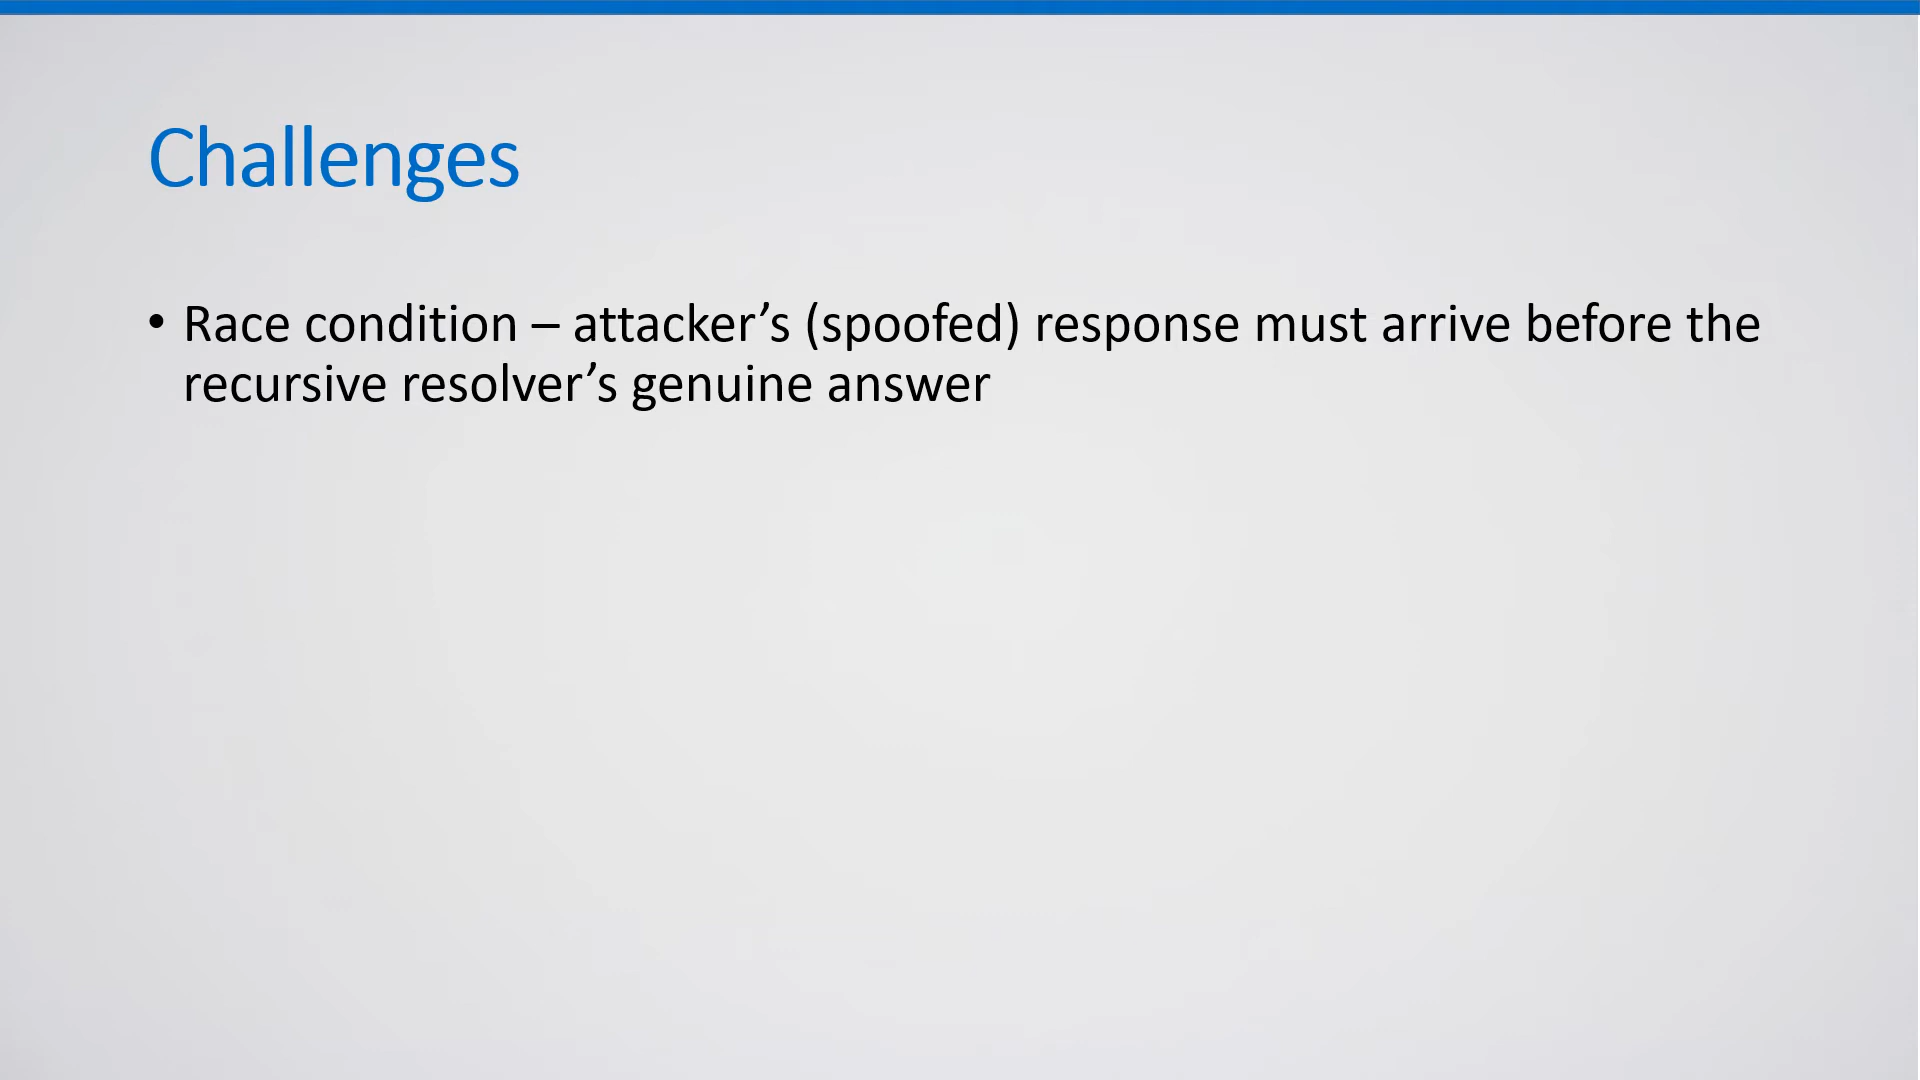 Challenges
• Race condition – attacker’s (spoofed) response must arrive before the
recursive resolver’s genuine answer